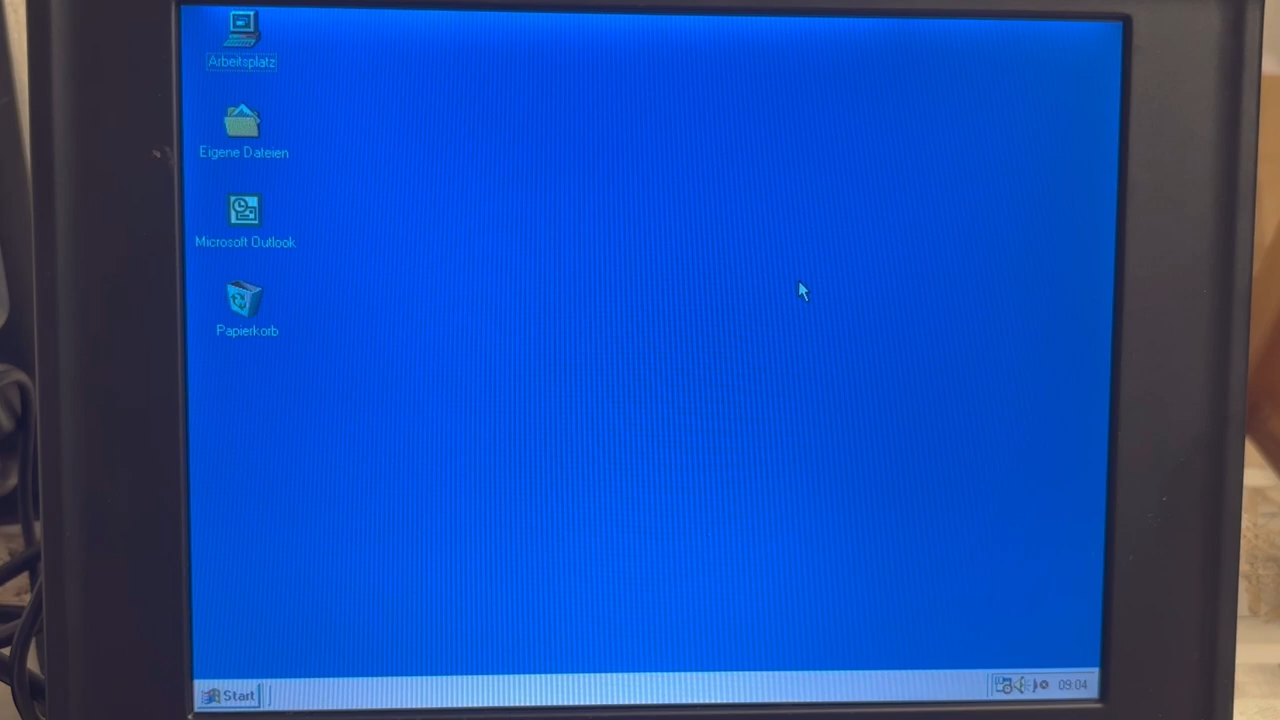 Arbeitsplatz
Eigene Dateien
Microsoft Outlook
Papierkorb
Start
09:04